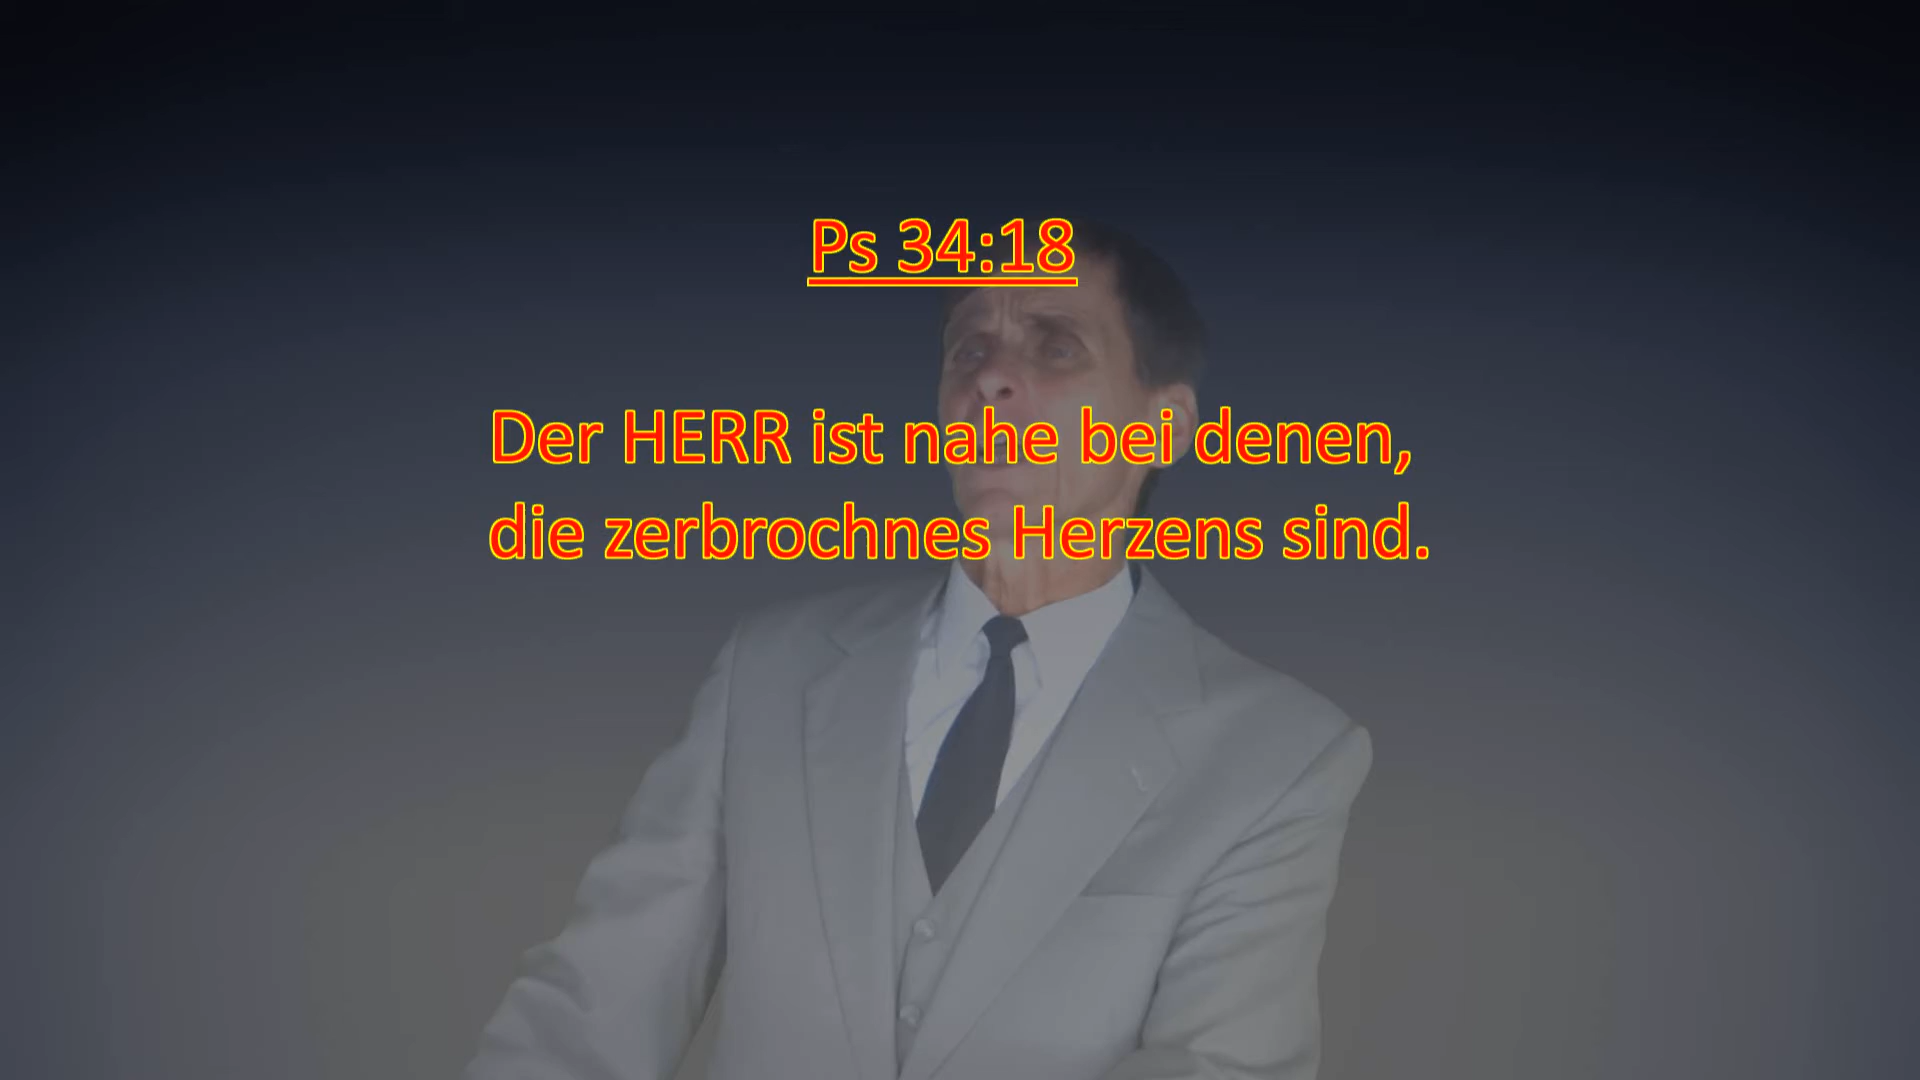 Ps 34:18
Der HERR ist nahe bei denen,
die zerbrochnes Herzens sind.